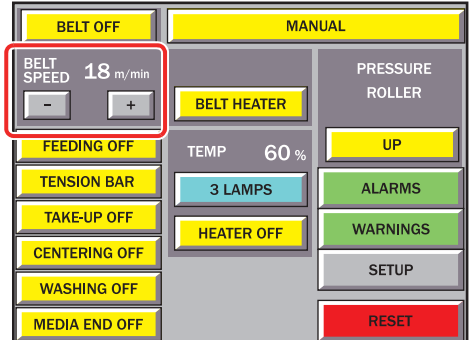 BELT OFF
MANUAL
BELT
SPEED 18 m/min
-
+
BELT HEATER
PRESSURE
ROLLER
FEEDING OFF
TEMP 60 %
UP
TENSION BAR
3 LAMPS
ALARMS
TAKE-UP OFF
HEATER OFF
WARNINGS
CENTERING OFF
SETUP
WASHING OFF
MEDIA END OFF
RESET